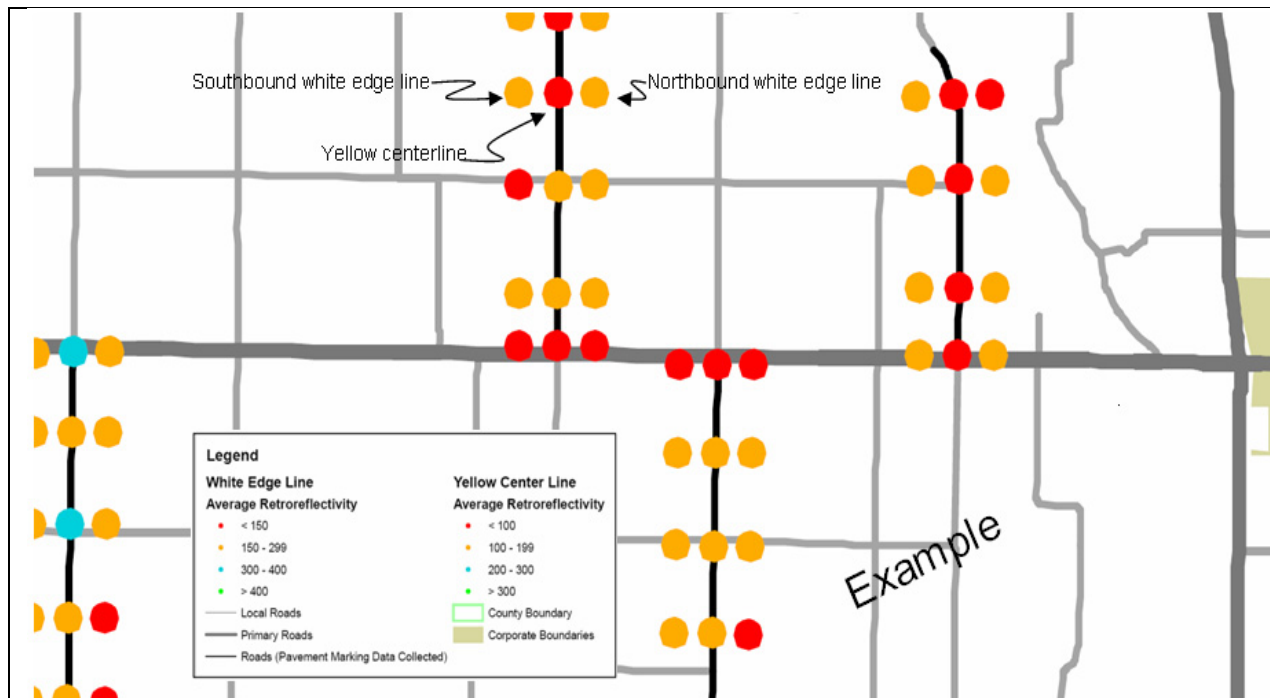 Southbound white edge line
Northbound white edge line
Yellow centerline
Legend
White Edge Line
Average Retroreflectivity
< 150
150 - 299
300 - 400
> 400
Local Roads
Primary Roads
Roads (Pavement Marking Data Collected)
Yellow Center Line
Average Retroreflectivity
< 100
100 - 199
200 - 300
> 300
County Boundary
Corporate Boundaries
Example